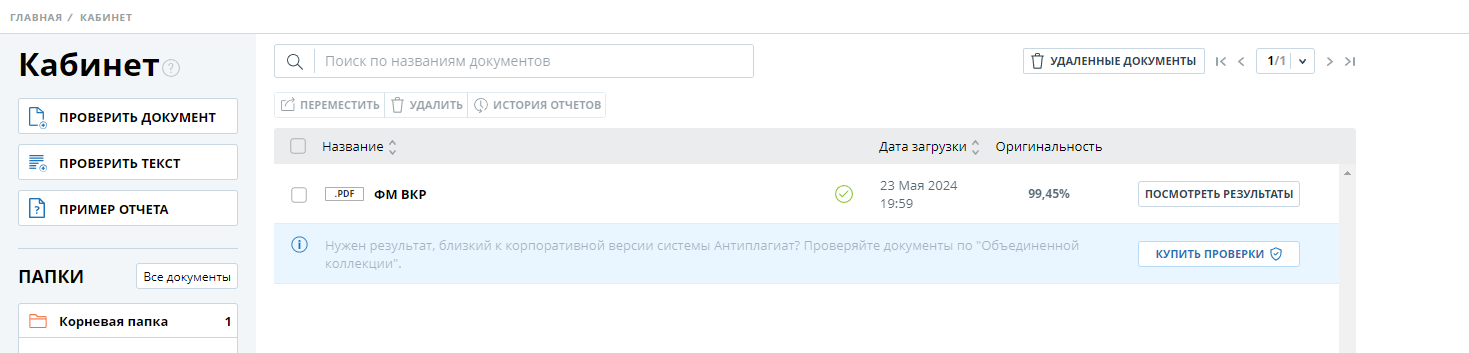 ГЛАВНАЯ / КАБИНЕТ
Кабинет ?
ПРОВЕРИТЬ ДОКУМЕНТ
ПРОВЕРИТЬ ТЕКСТ
ПРИМЕР ОТЧЕТА
ПАПКИ Все документы
Корневая папка 1
Поиск по названиям документов
УДАЛЕННЫЕ ДОКУМЕНТЫ 1/1
ПЕРЕМЕСТИТЬ УДАЛИТЬ ИСТОРИЯ ОТЧЕТОВ
Название Дата загрузки Оригинальность
.PDF ФМ ВКР 23 Мая 2024 99,45% ПОСМОТРЕТЬ РЕЗУЛЬТАТЫ
19:59
Нужен результат, близкий к корпоративной версии системы Антиплагиат? Проверяйте документы по "Объединенной
коллекции".
КУПИТЬ ПРОВЕРКИ